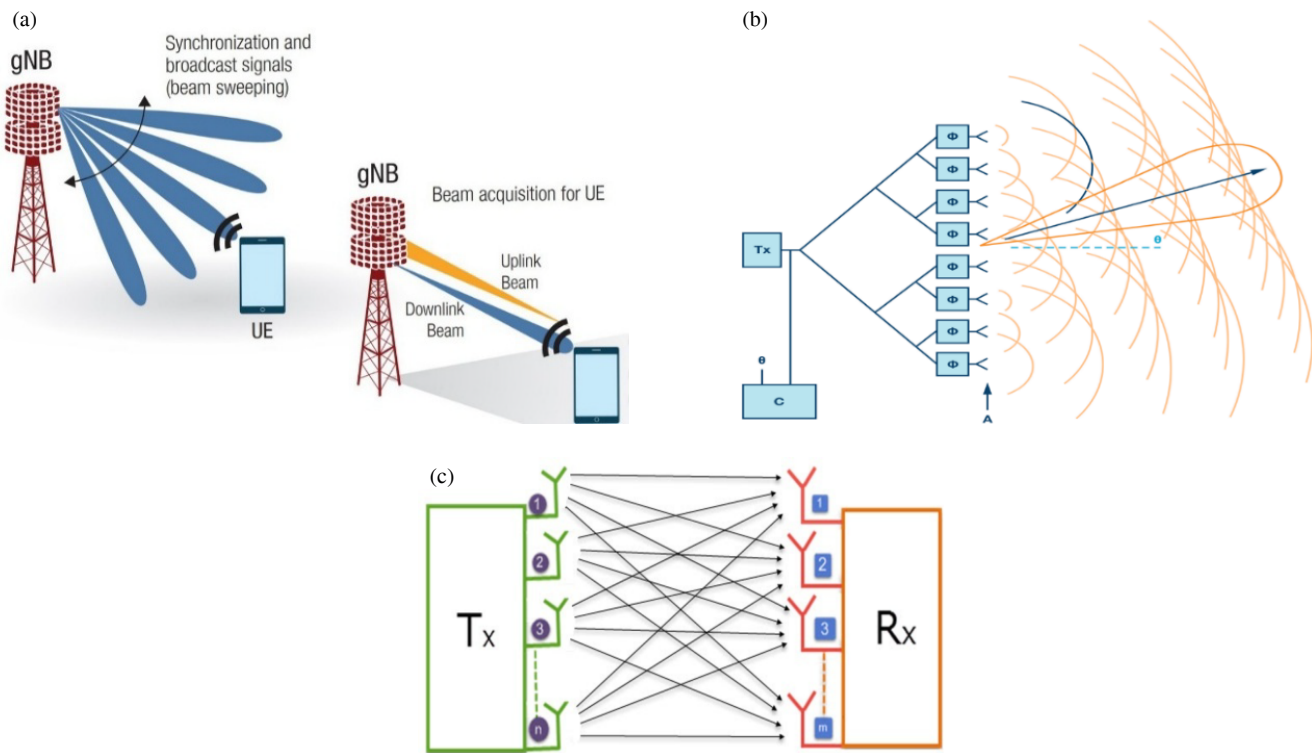 (a)
gNB
Synchronization and
broadcast signals
(beam sweeping)
UE
gNB
Beam acquisition for UE
Uplink
Beam
Downlink
Beam
(b)
Tx
Φ
Φ
Φ
Φ
Φ
Φ
Φ
Φ
θ
θ
C
A
(c)
Tx
1
2
3
n
1
2
3
m
Rx